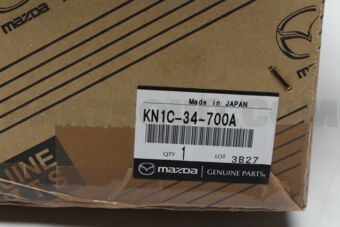 mazda
Made in JAPAN
KN1C-34-700A
QTY 1 LOT 3B27
mazda GENUINE PARTS